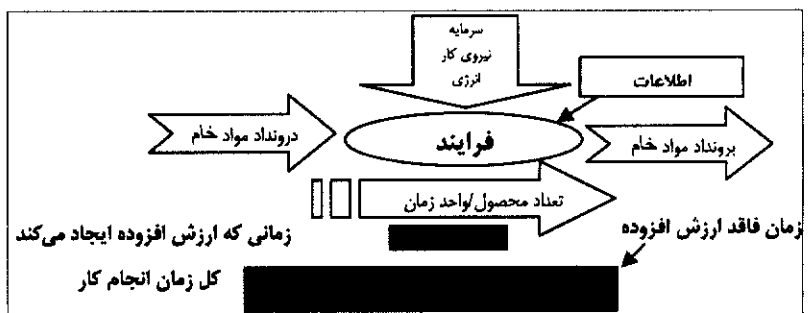 سرمایه
نیروی کار
انرژی
اطلاعات
درونداد مواد خام
فرایند
برونداد مواد خام
تعداد محصول/واحد زمان
زمان فاقد ارزش افزوده
زمانی که ارزش افزوده ایجاد می‌کند
کل زمان انجام کار